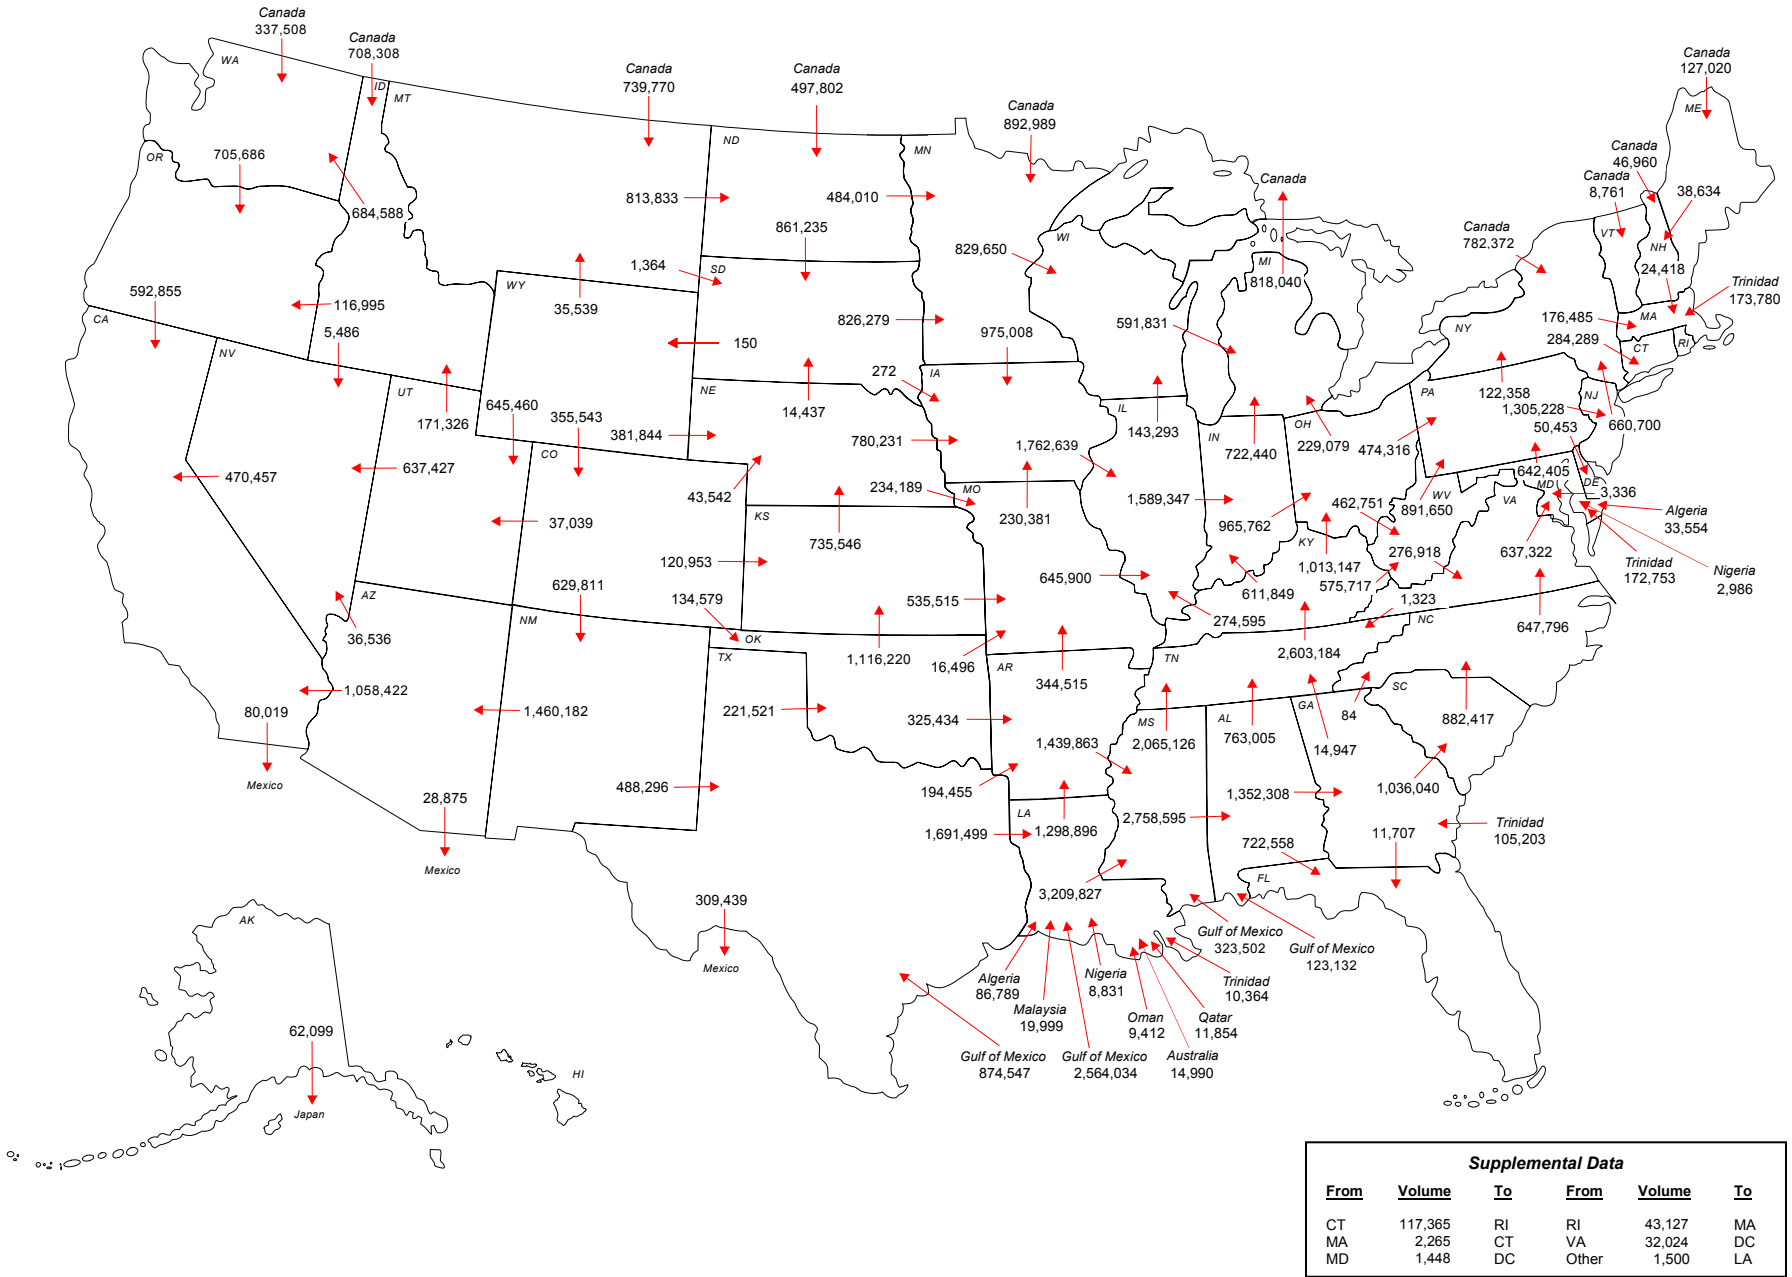 Canada
337,508
Canada
708,308
Canada
739,770
Canada
497,802
Canada
892,989
Canada
818,040
Canada
782,372
Canada
8,761
Canada
46,960
Canada
127,020
WA
ID
MT
ND
MN
OR
705,686
684,588
813,833
484,010
861,235
829,650
WI
MI
VT
NH
ME
38,634
24,418
Trinidad
173,780
592,855
116,995
5,486
CA
NV
UT
WY
35,539
1,364
SD
150
826,279
975,008
591,831
NY
176,485
284,289
MA
CT
RI
171,326
645,460
355,543
NE
381,844
14,437
272
IA
780,231
1,762,639
IL
143,293
IN
722,440
OH
229,079
PA
474,316
122,358
1,305,228
50,453
NJ
660,700
470,457
637,427
CO
37,039
43,542
234,189
MO
230,381
1,589,347
965,762
462,751
WV
891,650
642,405
MD
DE
3,336
Algeria
33,554
VA
KS
735,546
120,953
629,811
134,579
535,515
645,900
KY
1,013,147
276,918
575,717
637,322
Trinidad
172,753
Nigeria
2,986
36,536
AZ
NM
OK
TX
1,116,220
16,496
AR
344,515
274,595
611,849
1,323
NC
647,796
TN
2,603,184
1,058,422
80,019
Mexico
1,460,182
221,521
325,434
MS
2,065,126
AL
763,005
GA
14,947
84
SC
882,417
1,439,863
488,296
194,455
28,875
Mexico
LA
1,691,499
1,298,896
2,758,595
1,352,308
1,036,040
722,558
11,707
Trinidad
105,203
FL
3,209,827
309,439
Mexico
Gulf of Mexico
323,502
Gulf of Mexico
123,132
Algeria
86,789
Malaysia
19,999
Nigeria
8,831
Oman
9,412
Qatar
11,854
Trinidad
10,364
Australia
14,990
Gulf of Mexico
874,547
Gulf of Mexico
2,564,034
AK
62,099
Japan
HI
Supplemental Data
From Volume To From Volume To
CT 117,365 RI RI 43,127 MA
MA 2,265 CT VA 32,024 DC
MD 1,448 DC Other 1,500 LA